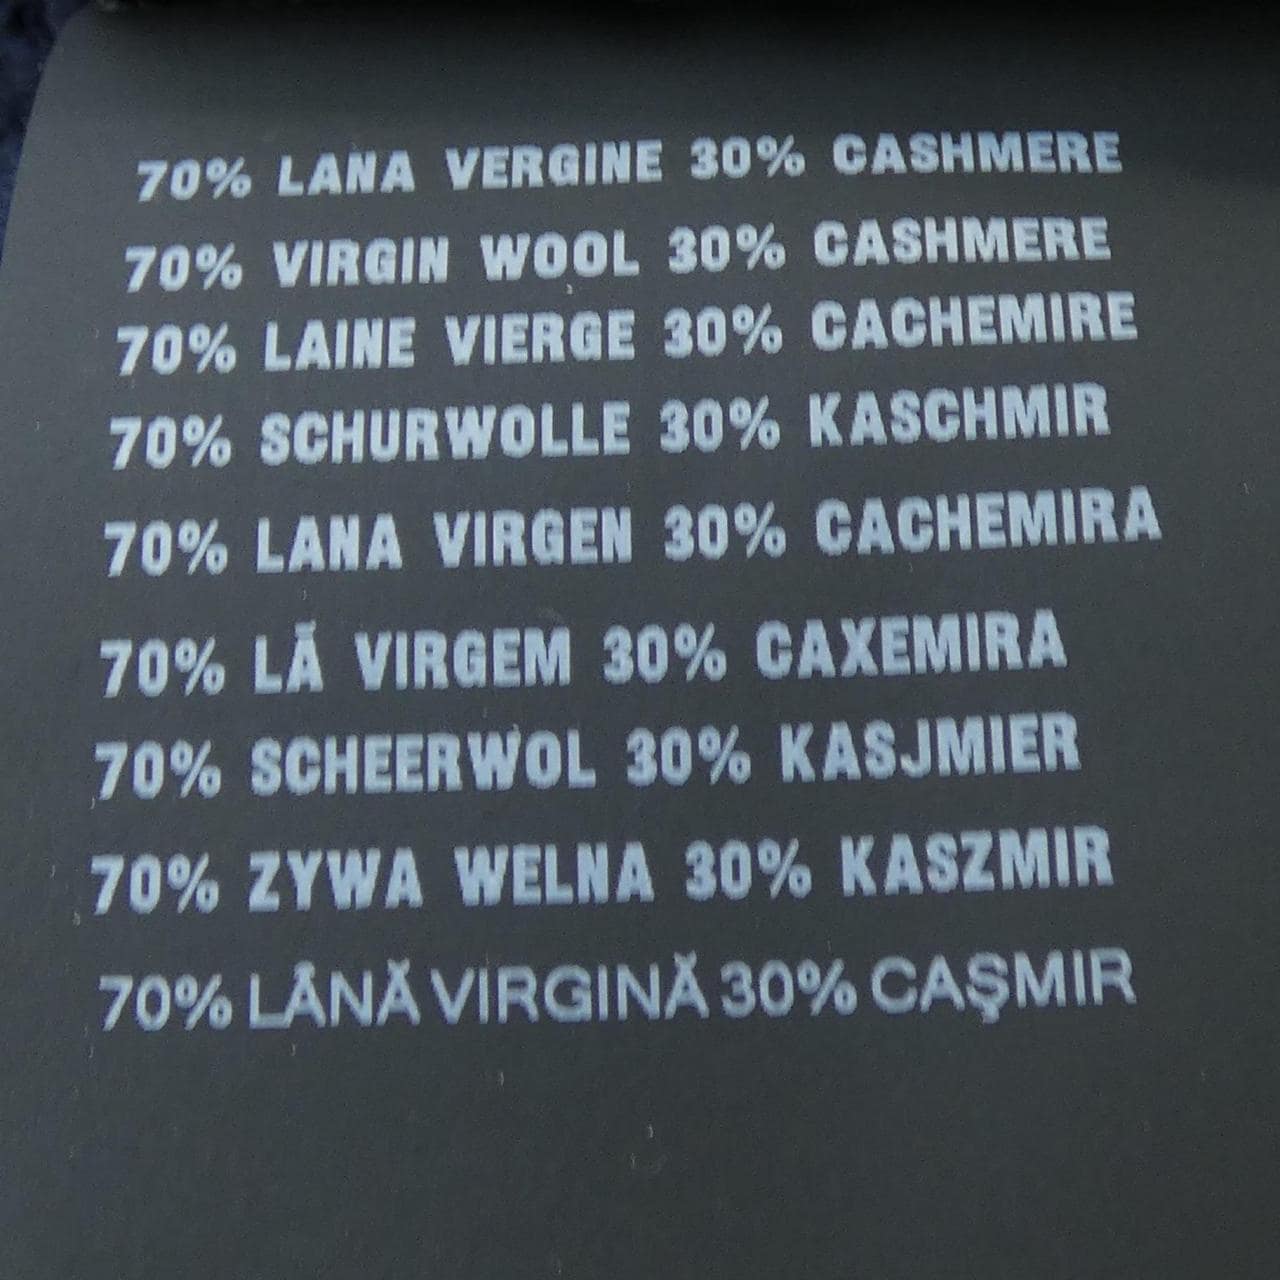 70% LANA VERGINE 30% CASHMERE
70% VIRGIN WOOL 30% CASHMERE
70% LAINE VIERGE 30% CACHEMIRE
70% SCHURWOLLE 30% KASCHMIR
70% LANA VIRGEN 30% CACHEMIRA
70% LÃ VIRGEM 30% CAXEMIRA
70% SCHEERWOL 30% KASJMIER
70% ZYWA WELNA 30% KASZMIR
70% LÂNĂ VIRGINĂ 30% CAŞMIR